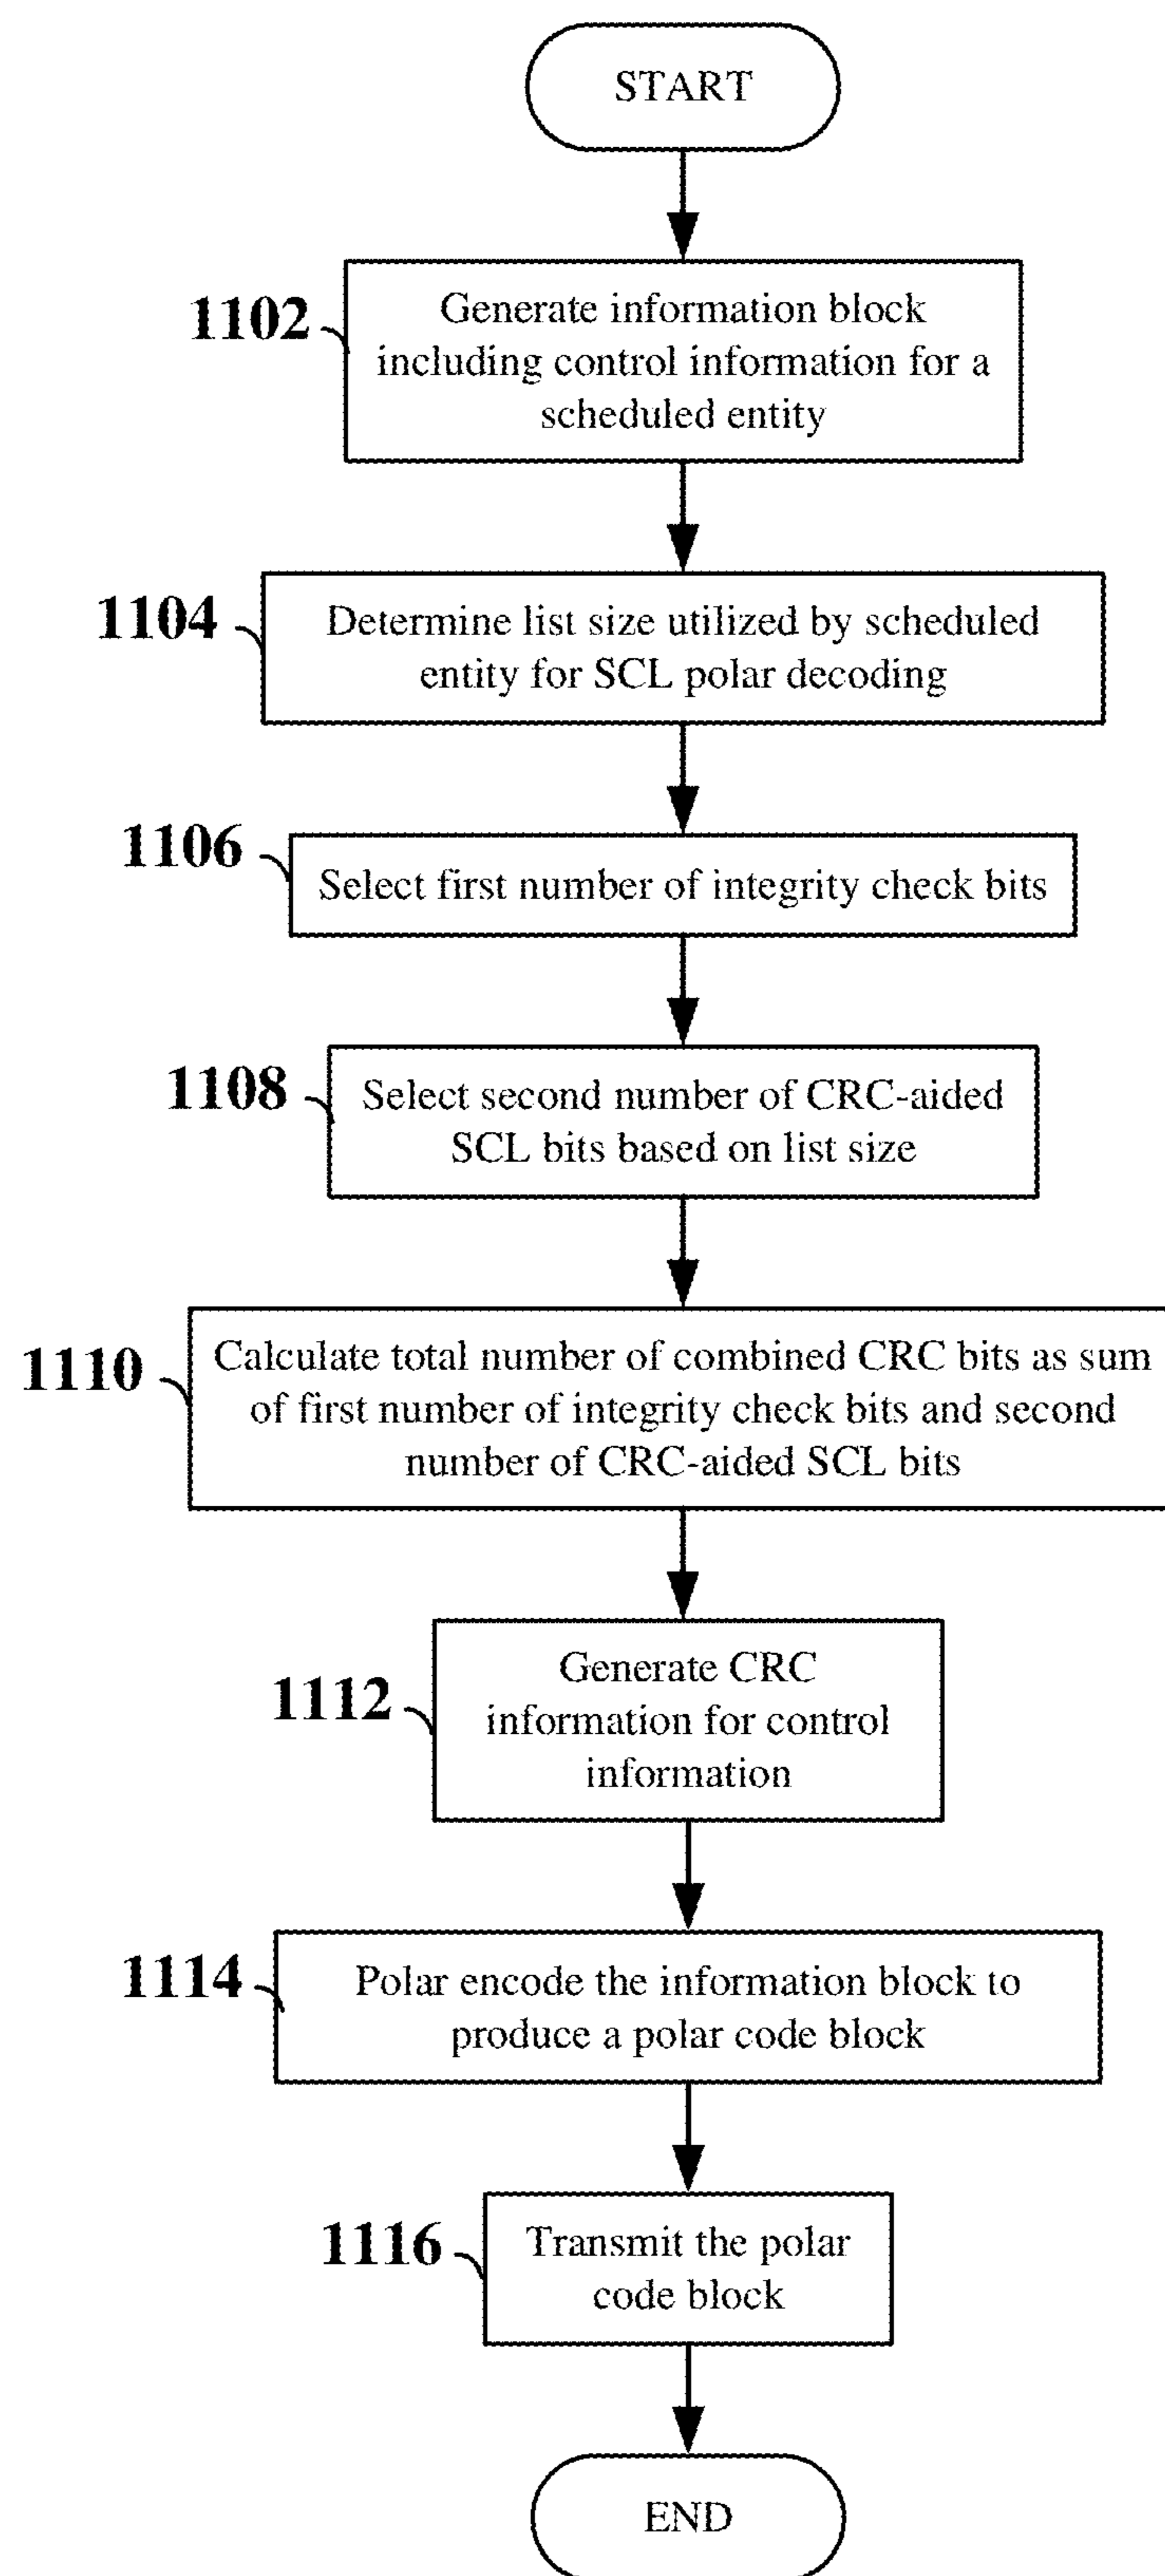 START
1102
Generate information block
including control information for a
scheduled entity
1104
Determine list size utilized by scheduled
entity for SCL polar decoding
1106
Select first number of integrity check bits
1108
Select second number of CRC-aided
SCL bits based on list size
1110
Calculate total number of combined CRC bits as sum
of first number of integrity check bits and second
number of CRC-aided SCL bits
1112
Generate CRC
information for control
information
1114
Polar encode the information block to
produce a polar code block
1116
Transmit the polar
code block
END